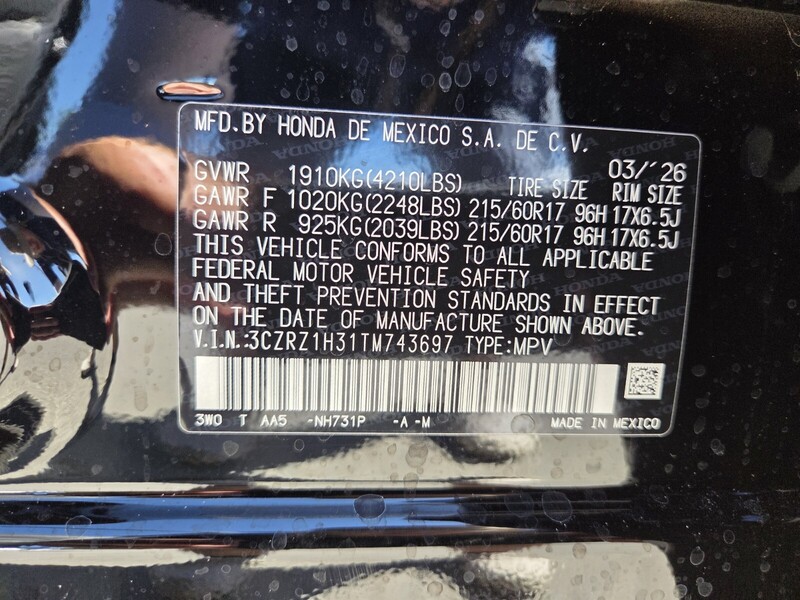 MFD.BY HONDA DE MEXICO S.A. DE C.V.
03/'26
GVWR 1910KG(4210LBS) TIRE SIZE RIM SIZE
GAWR F 1020KG(2248LBS) 215/60R17 96H 17X6.5J
GAWR R 925KG(2039LBS) 215/60R17 96H 17X6.5J
THIS VEHICLE CONFORMS TO ALL APPLICABLE
FEDERAL MOTOR VEHICLE SAFETY
AND THEFT PREVENTION STANDARDS IN EFFECT
ON THE DATE OF MANUFACTURE SHOWN ABOVE.
V.I.N.:3CZRZ1H31TM743697 TYPE:MPV
3W0 T AA5 -NH731P -A-M MADE IN MEXICO